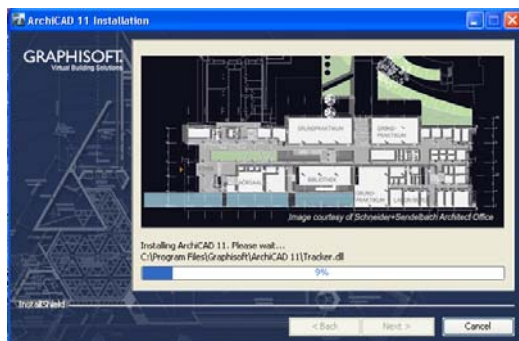 ArchiCAD 11 Installation
GRAPHISOFT.
Virtual Building Solutions
GRUNDPRAKTIKUM
GRUND-
PRAKTIKUM
HÖRSAAL
BIBLIOTHEK
GRUND-
PRAKTIKUM
Image courtesy of Schneider+Sendelbach Architect Office
Installing ArchiCAD 11. Please wait...
C:\Program Files\Graphisoft\ArchiCAD 11\Tracker.dll
9%
InstallShield
< Back
Next >
Cancel